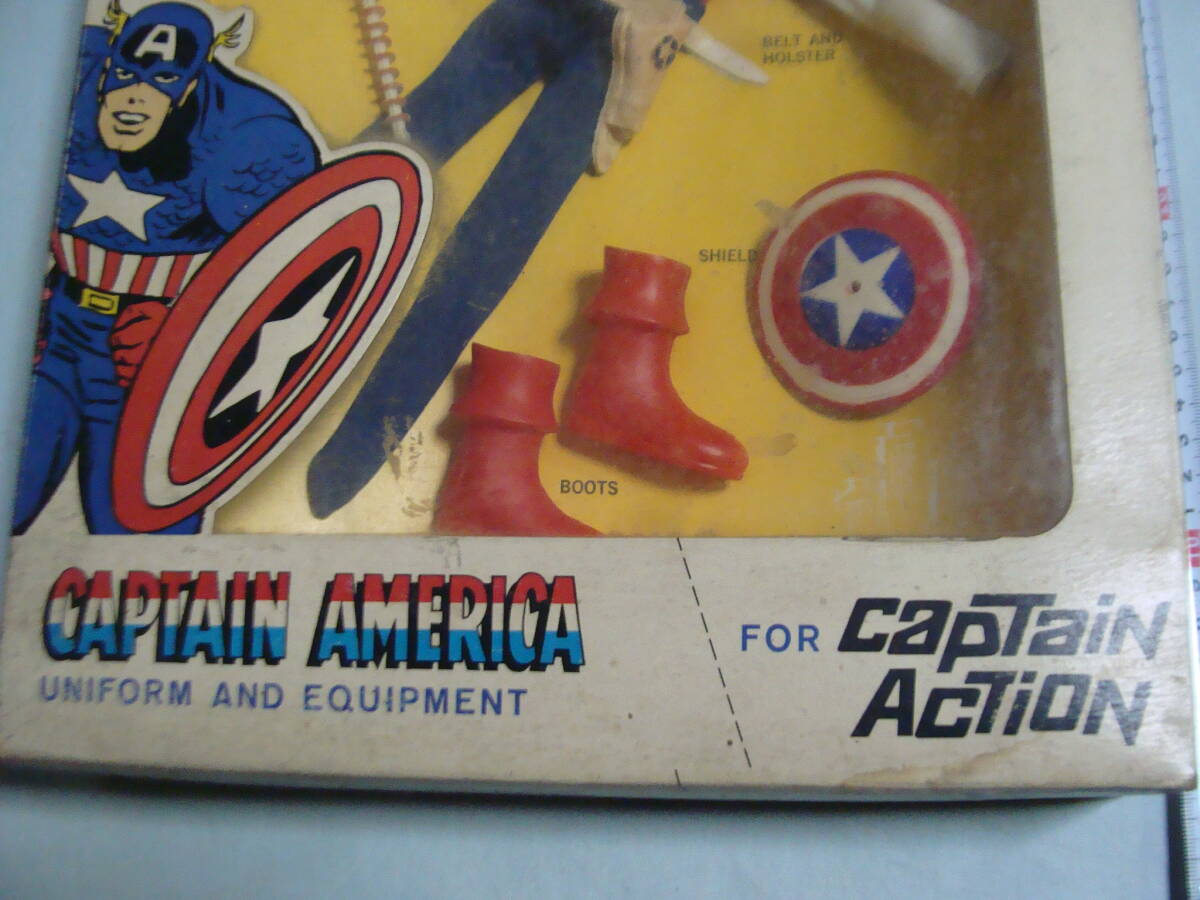 A
BELT AND
HOLSTER
SHIELD
BOOTS
CAPTAIN AMERICA
UNIFORM AND EQUIPMENT
FOR CAPTAIN
ACTION